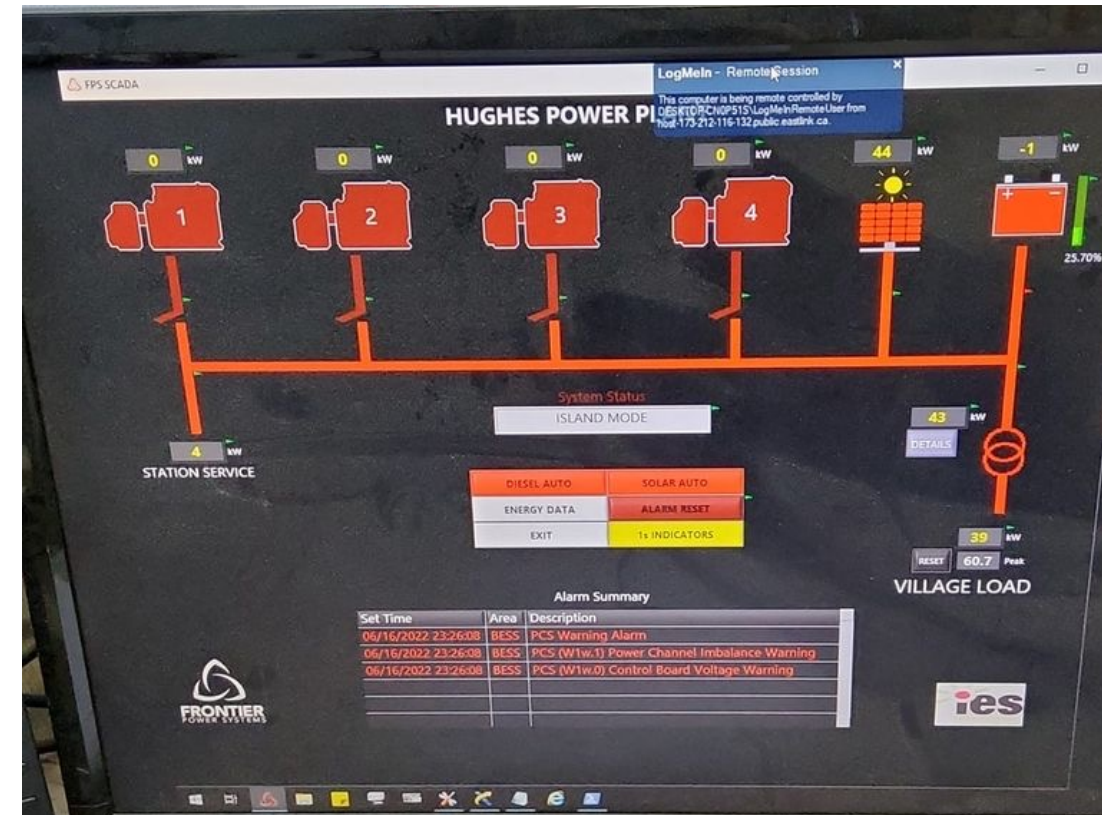 FPS SCADA
LogMeIn - Remote Session
This computer is being remote controlled by
DESKTOP-CN0P51S\LogMeInRemoteUser from
host-173-212-116-132.public.eastlink.ca.
HUGHES POWER
0 kW
0 kW
0 kW
0 kW
44 kW
-1 kW
1
2
3
4
+ -
25.70%
System Status
ISLAND MODE
43 kW
DETAILS
4 kW
STATION SERVICE
DIESEL AUTO
SOLAR AUTO
ENERGY DATA
ALARM RESET
EXIT
1s INDICATORS
39 kW
RESET 60.7 Peak
VILLAGE LOAD
Alarm Summary
Set Time Area Description
06/16/2022 23:26:08 BESS PCS Warning Alarm
06/16/2022 23:26:08 BESS PCS (W1w.1) Power Channel Imbalance Warning
06/16/2022 23:26:08 BESS PCS (W1w.0) Control Board Voltage Warning
FRONTIER
POWER SYSTEMS
ies